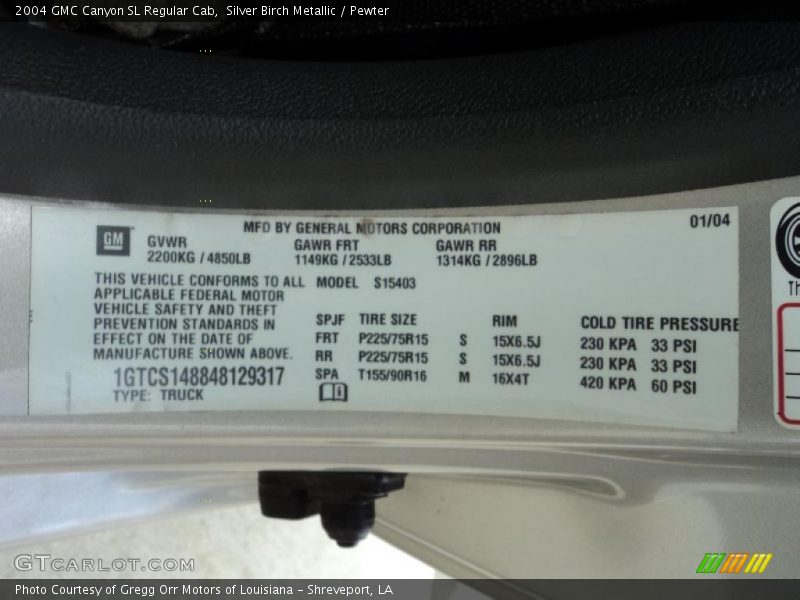 2004 GMC Canyon SL Regular Cab, Silver Birch Metallic / Pewter
MFD BY GENERAL MOTORS CORPORATION 01/04
GM
GVWR GAWR FRT GAWR RR
2200KG / 4850LB 1149KG / 2533LB 1314KG / 2896LB
THIS VEHICLE CONFORMS TO ALL MODEL S15403
APPLICABLE FEDERAL MOTOR
VEHICLE SAFETY AND THEFT
PREVENTION STANDARDS IN
EFFECT ON THE DATE OF
MANUFACTURE SHOWN ABOVE.
1GTCS148848129317
TYPE: TRUCK
SPJF TIRE SIZE RIM COLD TIRE PRESSURE
FRT P225/75R15 S 15X6.5J 230 KPA 33 PSI
RR P225/75R15 S 15X6.5J 230 KPA 33 PSI
SPA T155/90R16 M 16X4T 420 KPA 60 PSI
Th
GTCARLOT.COM
Photo Courtesy of Gregg Orr Motors of Louisiana - Shreveport, LA